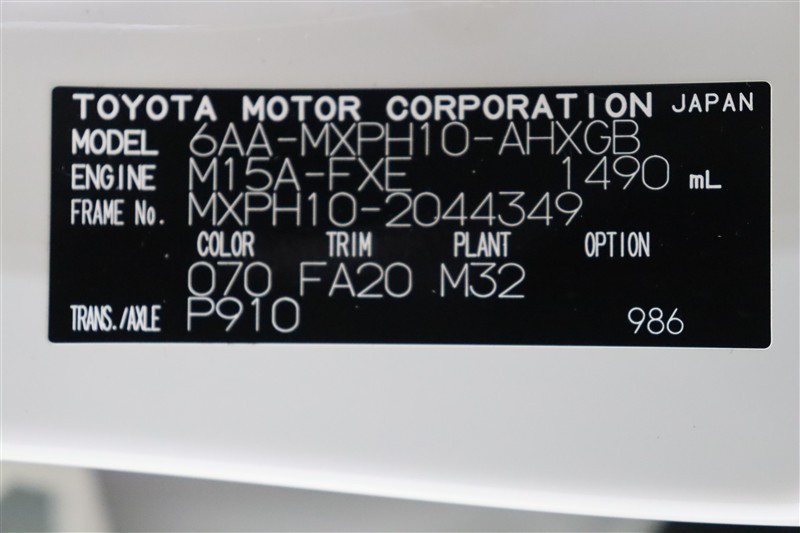 TOYOTA MOTOR CORPORATION JAPAN
MODEL 6AA-MXPH10-AHXGB
ENGINE M15A-FXE 1490 mL
FRAME No. MXPH10-2044349
COLOR TRIM PLANT OPTION
070 FA20 M32
TRANS./AXLE P910 986